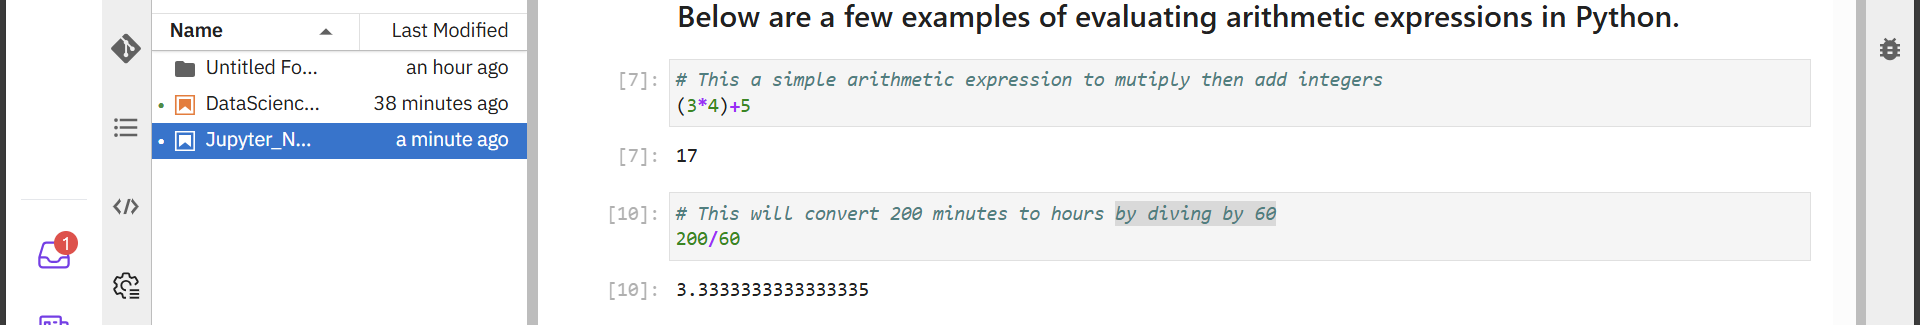 Name Last Modified
Untitled Fo... an hour ago
DataScienc... 38 minutes ago
Jupyter_N... a minute ago
1
Below are a few examples of evaluating arithmetic expressions in Python.
[7]: # This a simple arithmetic expression to mutiply then add integers
(3*4)+5
[7]: 17
[10]: # This will convert 200 minutes to hours by diving by 60
200/60
[10]: 3.3333333333333335